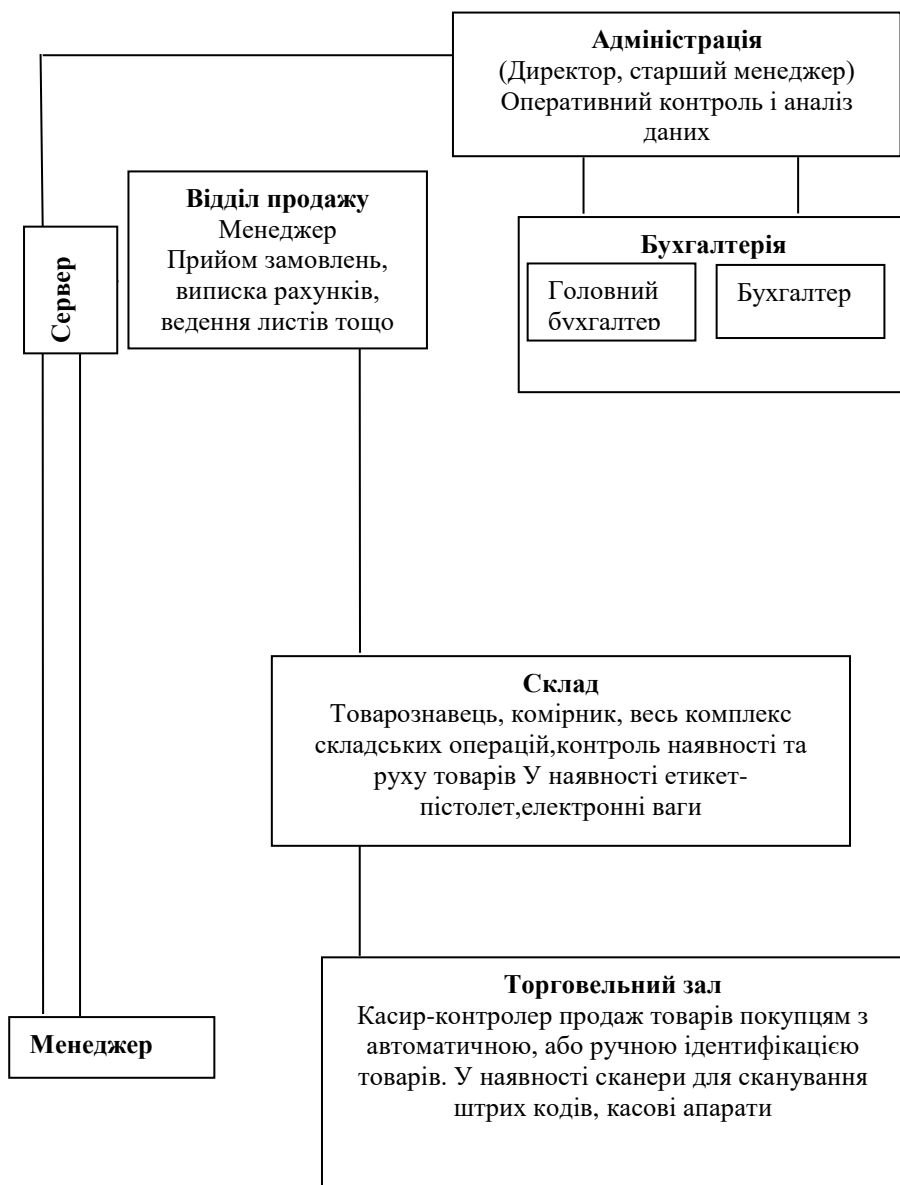 Адміністрація
(Директор, старший менеджер)
Оперативний контроль і аналіз
даних
Відділ продажу
Менеджер
Прийом замовлень,
виписка рахунків,
ведення листів тощо
Сервер
Бухгалтерія
Головний
бухгалтер
Бухгалтер
Склад
Товарознавець, комірник, весь комплекс
складських операцій,контроль наявності та
руху товарів У наявності етикет-
пістолет,електронні ваги
Торговельний зал
Касир-контролер продаж товарів покупцям з
автоматичною, або ручною ідентифікацією
товарів. У наявності сканери для сканування
штрих кодів, касові апарати
Менеджер